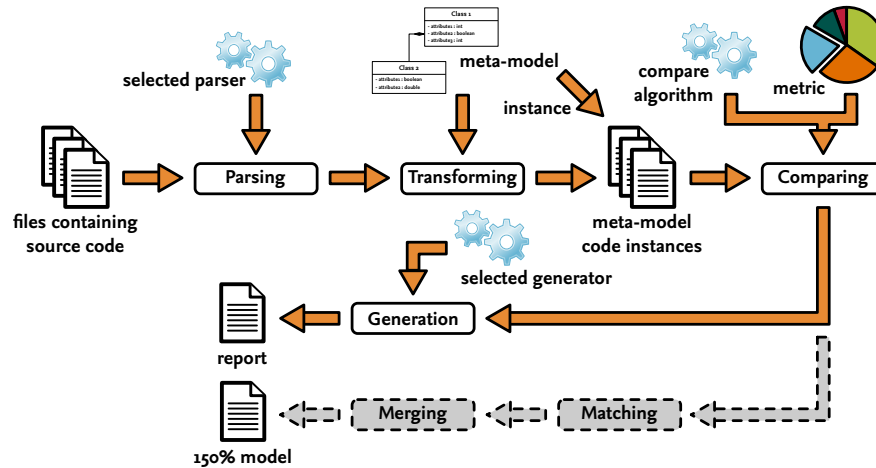 Class 1
- attribute1 : int
- attribute2 : boolean
- attribute3 : int
Class 2
- attribute1 : boolean
- attribute2 : double
selected parser
meta-model
instance
compare
algorithm
metric
Parsing
Transforming
Comparing
files containing
source code
meta-model
code instances
selected generator
Generation
report
Merging
Matching
150% model